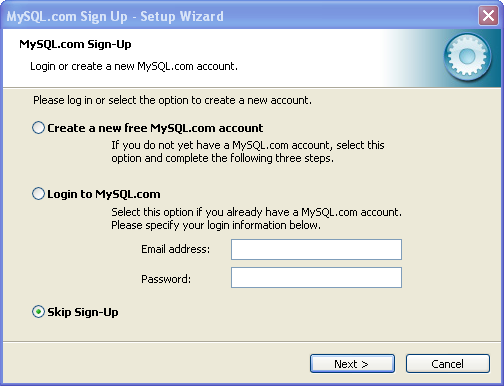 MySQL.com Sign Up - Setup Wizard
MySQL.com Sign-Up
Login or create a new MySQL.com account.
Please log in or select the option to create a new account.
Create a new free MySQL.com account
If you do not yet have a MySQL.com account, select this
option and complete the following three steps.
Login to MySQL.com
Select this option if you already have a MySQL.com account.
Please specify your login information below.
Email address:
Password:
Skip Sign-Up
Next >
Cancel